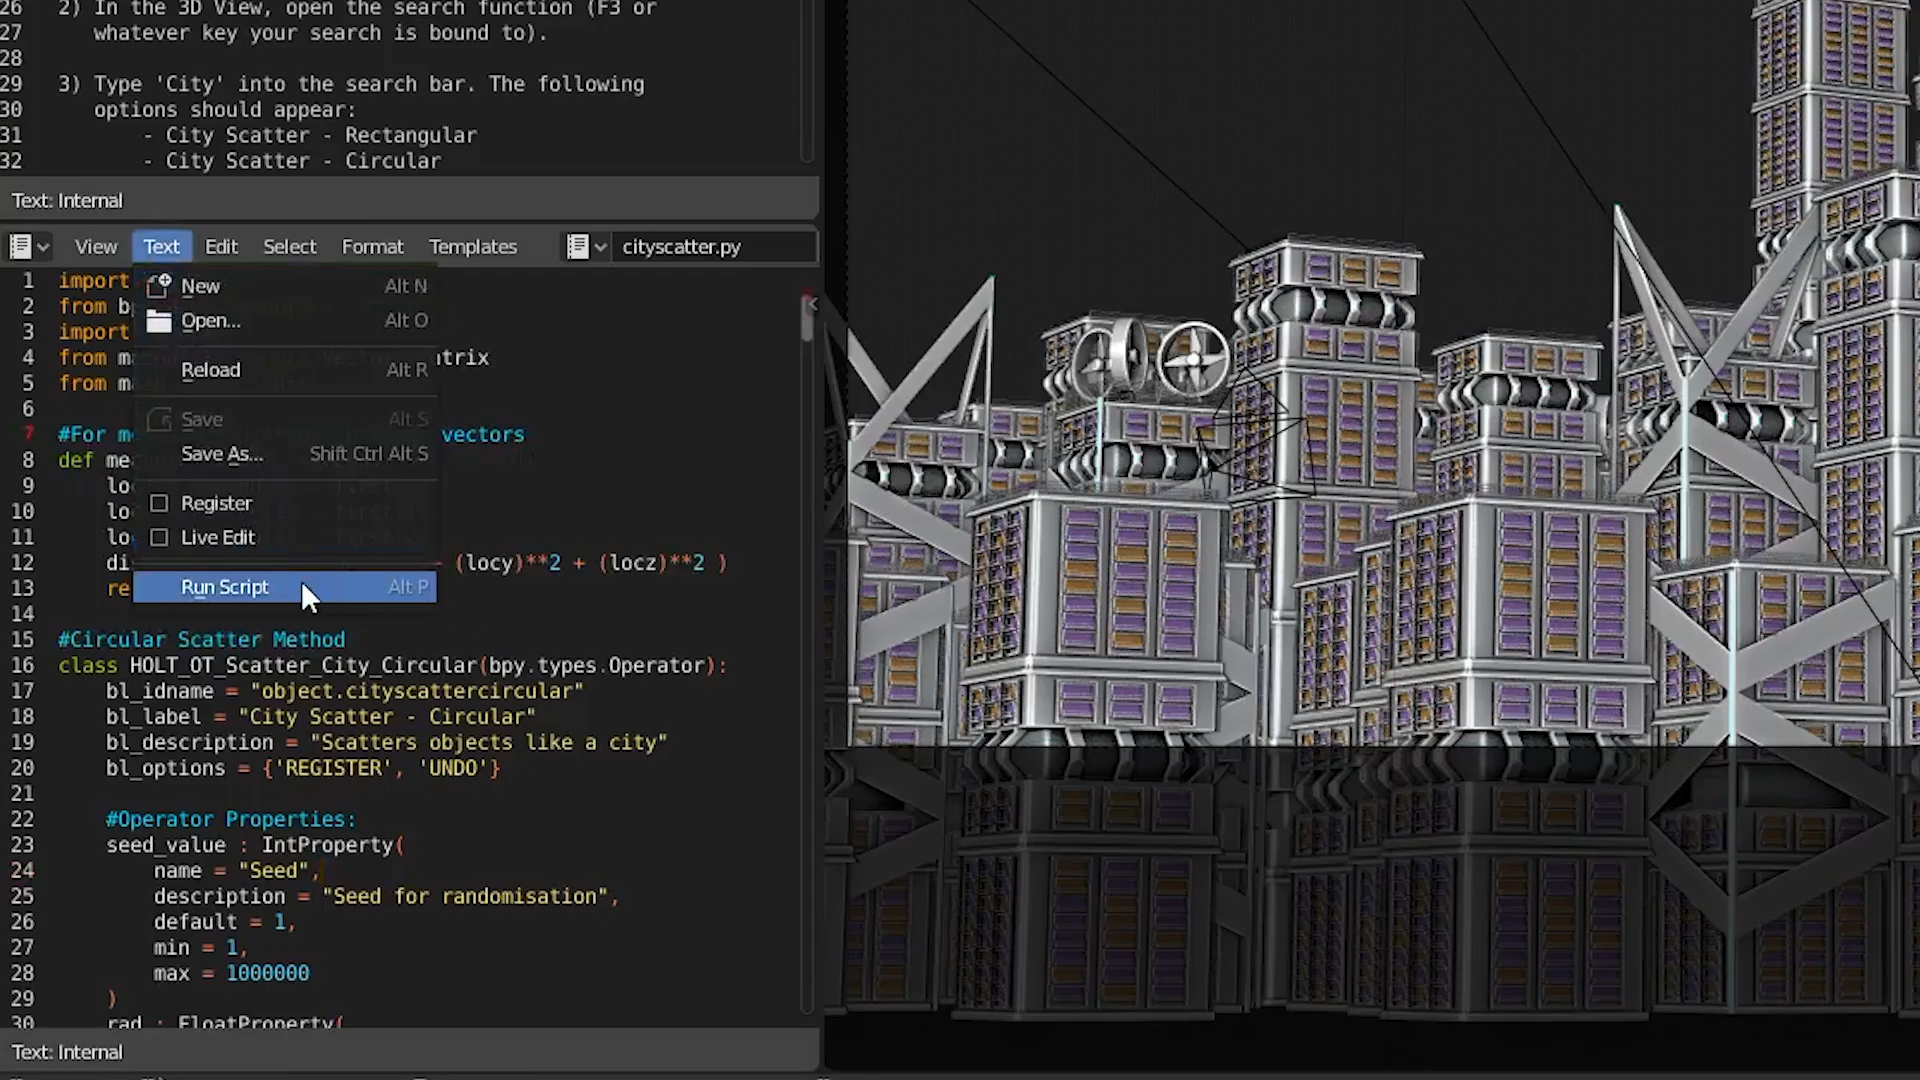 26 2) In the 3D View, open the search function (F3 or
27 whatever key your search is bound to).
28
29 3) Type 'City' into the search bar. The following
30 options should appear:
31 - City Scatter - Rectangular
32 - City Scatter - Circular
Text: Internal
View Text Edit Select Format Templates cityscatter.py
1 import
2 from b
3 import
4 from m trix
5 from ma
6
7 #For me vectors
8 def mea
9 lo
10 lo
11 lo
12 di (locy)**2 + (locz)**2 )
13 re
14
New Alt N
Open... Alt O
Reload Alt R
Save Alt S
Save As... Shift Ctrl Alt S
Register
Live Edit
Run Script Alt P
15 #Circular Scatter Method
16 class HOLT_OT_Scatter_City_Circular(bpy.types.Operator):
17 bl_idname = "object.cityscattercircular"
18 bl_label = "City Scatter - Circular"
19 bl_description = "Scatters objects like a city"
20 bl_options = {'REGISTER', 'UNDO'}
21
22 #Operator Properties:
23 seed_value : IntProperty(
24 name = "Seed",
25 description = "Seed for randomisation",
26 default = 1,
27 min = 1,
28 max = 1000000
29 )
30 rad : FloatProperty(
Text: Internal